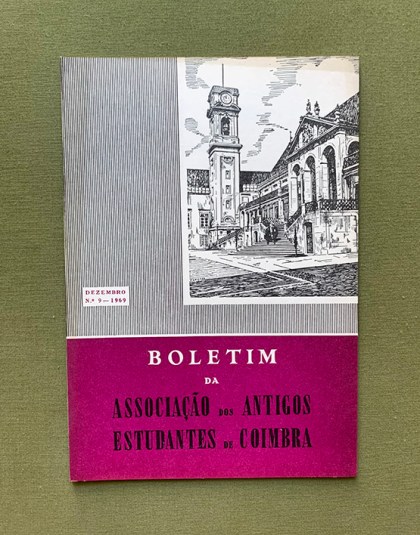 DEZEMBRO
N.º 9 — 1969
BOLETIM
DA
ASSOCIAÇÃO DOS ANTIGOS
ESTUDANTES DE COIMBRA